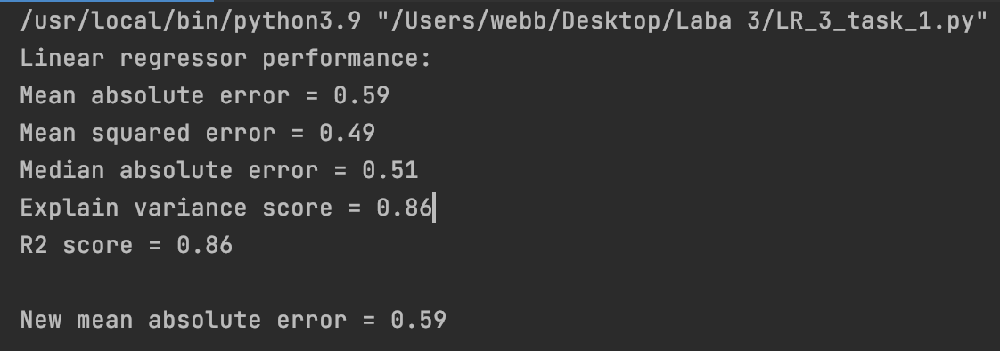 /usr/local/bin/python3.9 "/Users/webb/Desktop/Laba 3/LR_3_task_1.py"
Linear regressor performance:
Mean absolute error = 0.59
Mean squared error = 0.49
Median absolute error = 0.51
Explain variance score = 0.86
R2 score = 0.86
New mean absolute error = 0.59